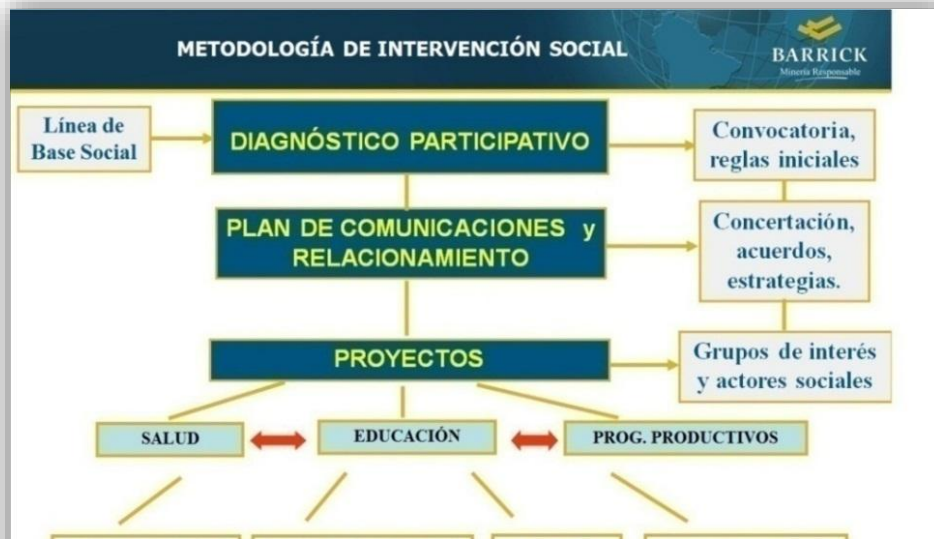 METODOLOGÍA DE INTERVENCIÓN SOCIAL
BARRICK
Minería Responsable
Línea de
Base Social
DIAGNÓSTICO PARTICIPATIVO
Convocatoria,
reglas iniciales
PLAN DE COMUNICACIONES y
RELACIONAMIENTO
Concertación,
acuerdos,
estrategias.
PROYECTOS
Grupos de interés
y actores sociales
SALUD
EDUCACIÓN
PROG. PRODUCTIVOS